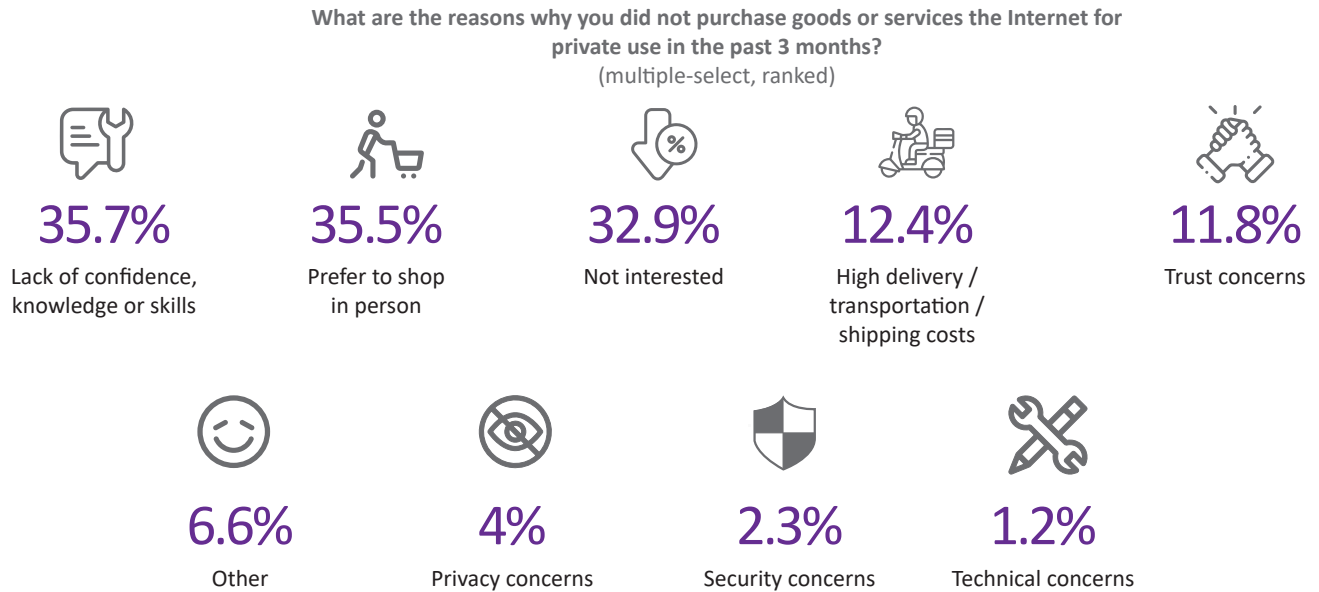 What are the reasons why you did not purchase goods or services the Internet for
private use in the past 3 months?
(multiple-select, ranked)
%
35.7%
35.5%
32.9%
12.4%
11.8%
Lack of confidence,
knowledge or skills
Prefer to shop
in person
Not interested
High delivery /
transportation /
shipping costs
Trust concerns
6.6%
4%
2.3%
1.2%
Other
Privacy concerns
Security concerns
Technical concerns